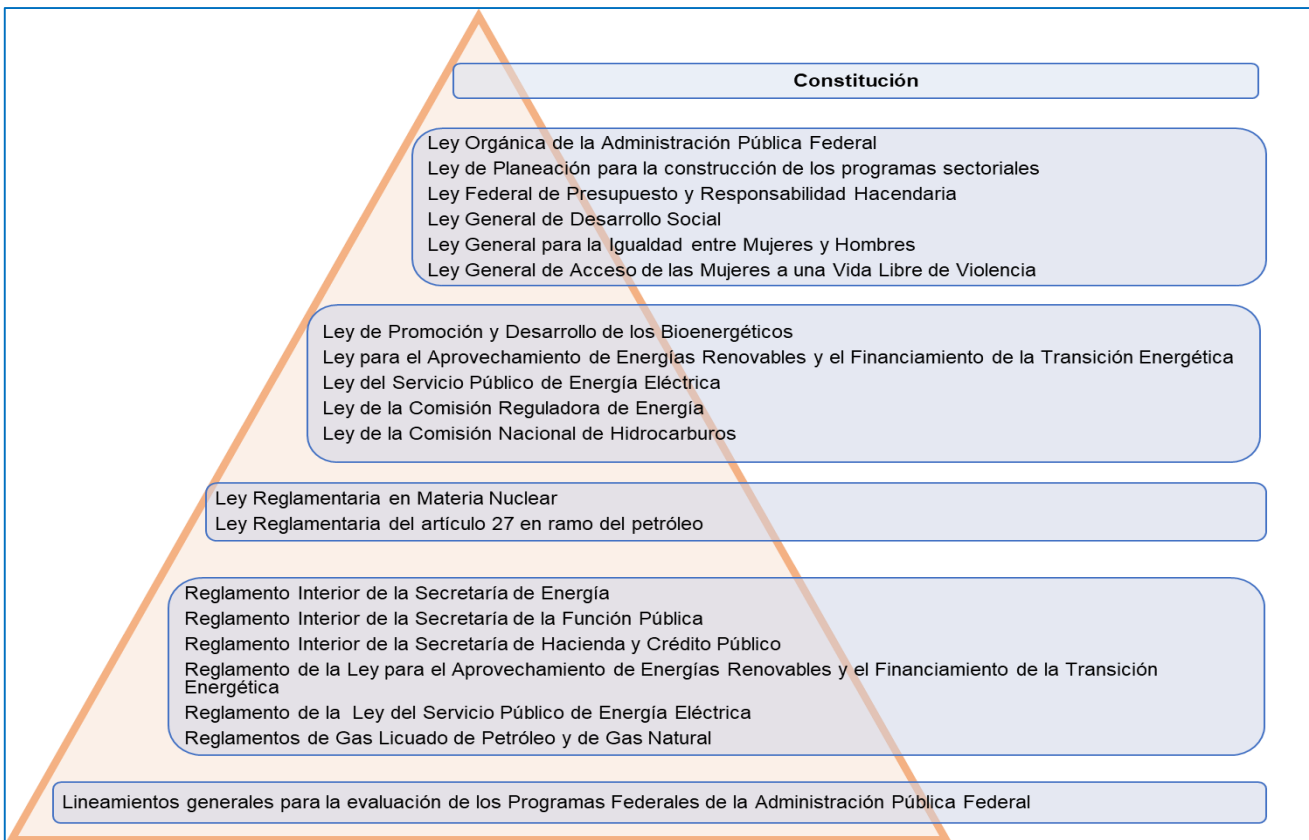 Constitución
Ley Orgánica de la Administración Pública Federal
Ley de Planeación para la construcción de los programas sectoriales
Ley Federal de Presupuesto y Responsabilidad Hacendaria
Ley General de Desarrollo Social
Ley General para la Igualdad entre Mujeres y Hombres
Ley General de Acceso de las Mujeres a una Vida Libre de Violencia
Ley de Promoción y Desarrollo de los Bioenergéticos
Ley para el Aprovechamiento de Energías Renovables y el Financiamiento de la Transición Energética
Ley del Servicio Público de Energía Eléctrica
Ley de la Comisión Reguladora de Energía
Ley de la Comisión Nacional de Hidrocarburos
Ley Reglamentaria en Materia Nuclear
Ley Reglamentaria del artículo 27 en ramo del petróleo
Reglamento Interior de la Secretaría de Energía
Reglamento Interior de la Secretaría de la Función Pública
Reglamento Interior de la Secretaría de Hacienda y Crédito Público
Reglamento de la Ley para el Aprovechamiento de Energías Renovables y el Financiamiento de la Transición
Energética
Reglamento de la Ley del Servicio Público de Energía Eléctrica
Reglamentos de Gas Licuado de Petróleo y de Gas Natural
Lineamientos generales para la evaluación de los Programas Federales de la Administración Pública Federal